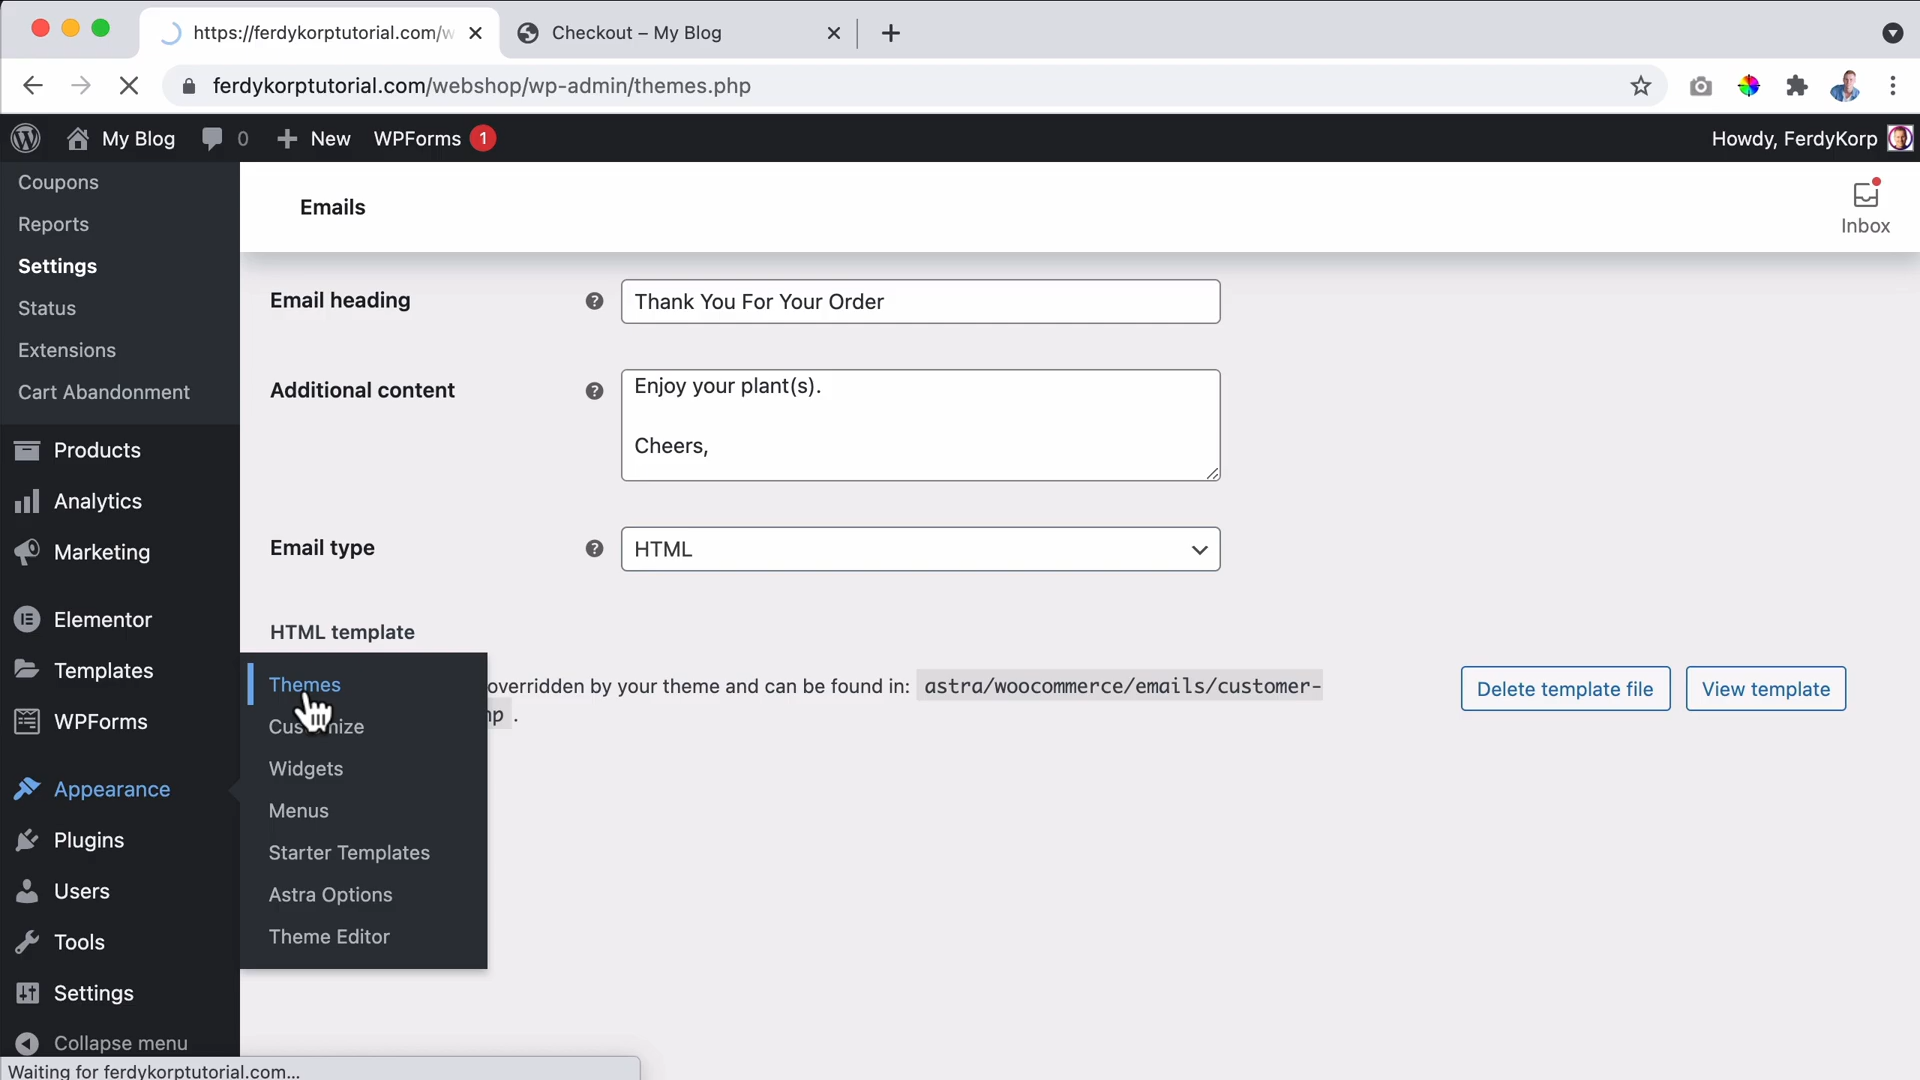 https://ferdykorptutorial.com/w
Checkout – My Blog
ferdykorptutorial.com/webshop/wp-admin/themes.php
My Blog
0
New
WPForms
1
Howdy, FerdyKorp
Coupons
Reports
Settings
Status
Extensions
Cart Abandonment
Products
Analytics
Marketing
Elementor
Templates
WPForms
Appearance
Plugins
Users
Tools
Settings
Collapse menu
Emails
Inbox
Email heading
Thank You For Your Order
Additional content
Enjoy your plant(s).
Cheers,
Email type
HTML
HTML template
overridden by your theme and can be found in: astra/woocommerce/emails/customer-
.
Delete template file
View template
Themes
Customize
Widgets
Menus
Starter Templates
Astra Options
Theme Editor
Waiting for ferdykorptutorial.com...